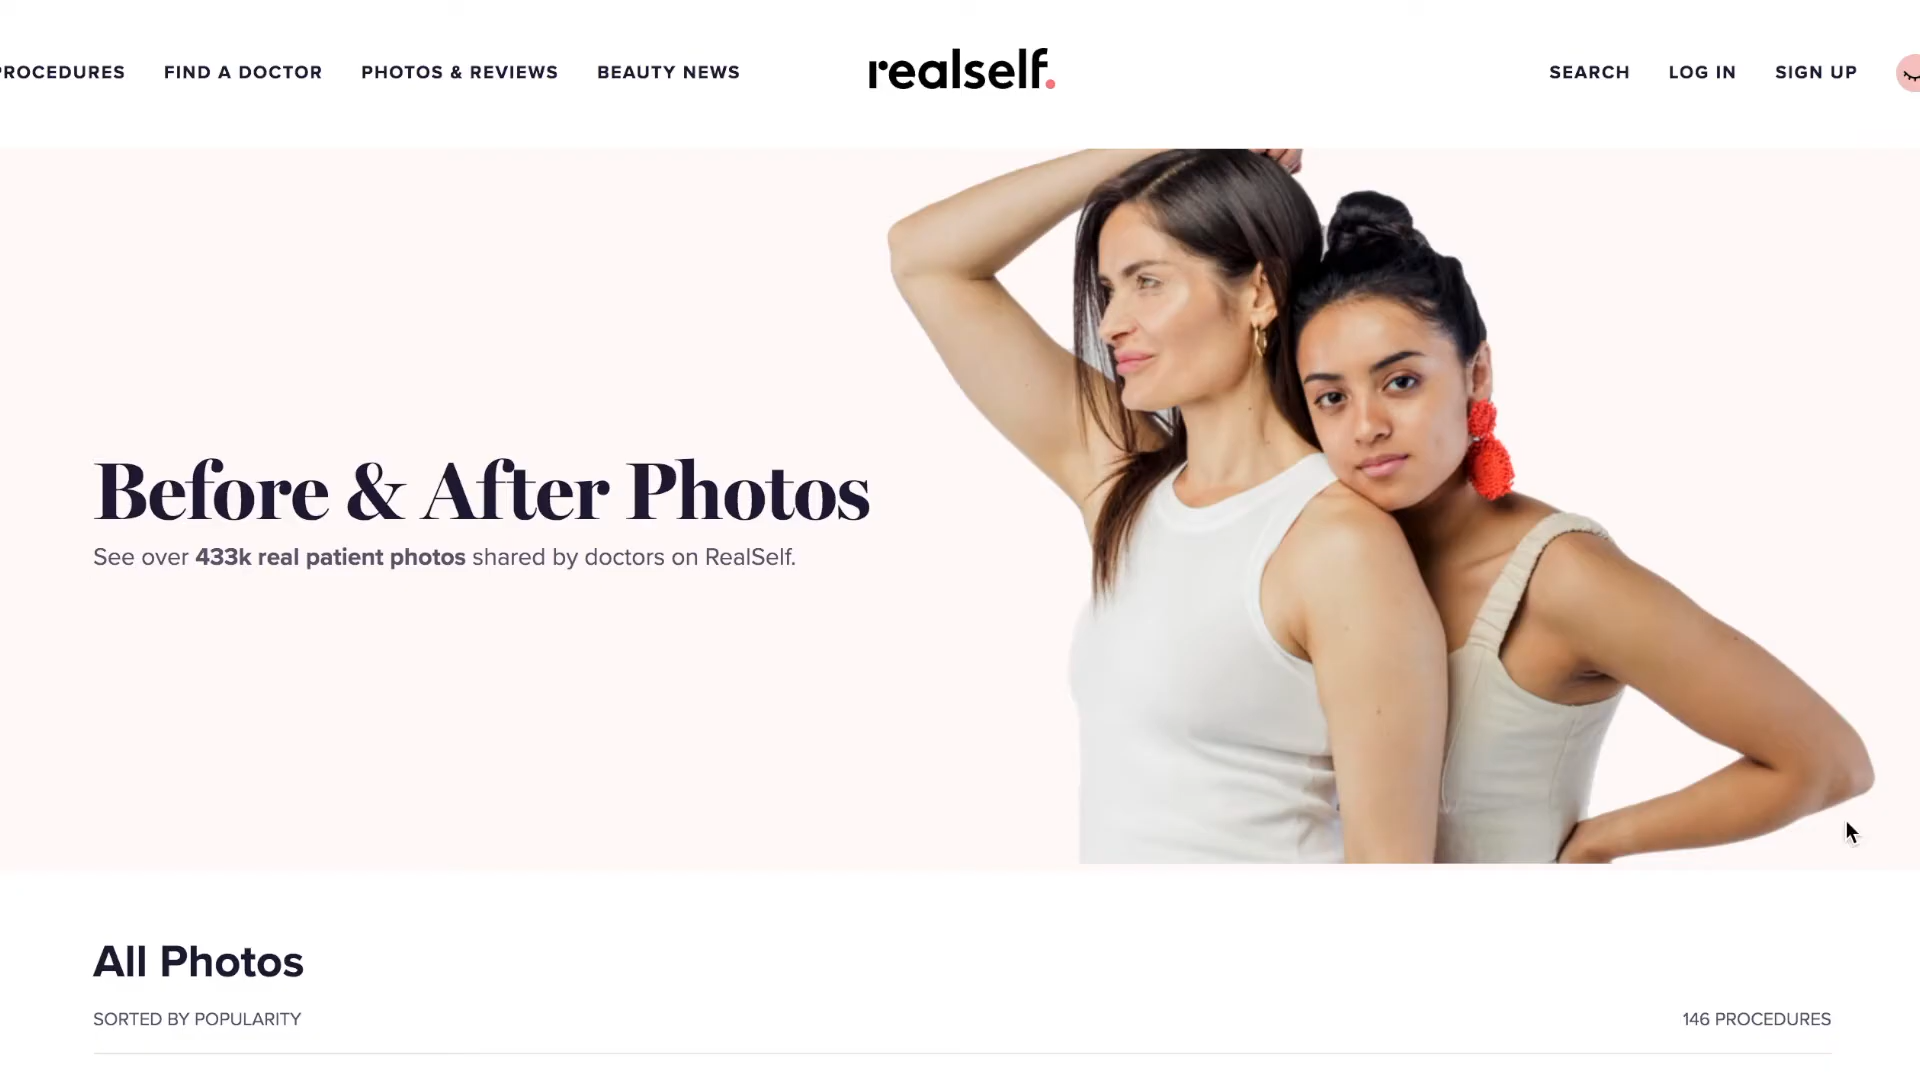 PROCEDURES FIND A DOCTOR PHOTOS & REVIEWS BEAUTY NEWS realself. SEARCH LOG IN SIGN UP
Before & After Photos
See over 433k real patient photos shared by doctors on RealSelf.
All Photos
SORTED BY POPULARITY 146 PROCEDURES